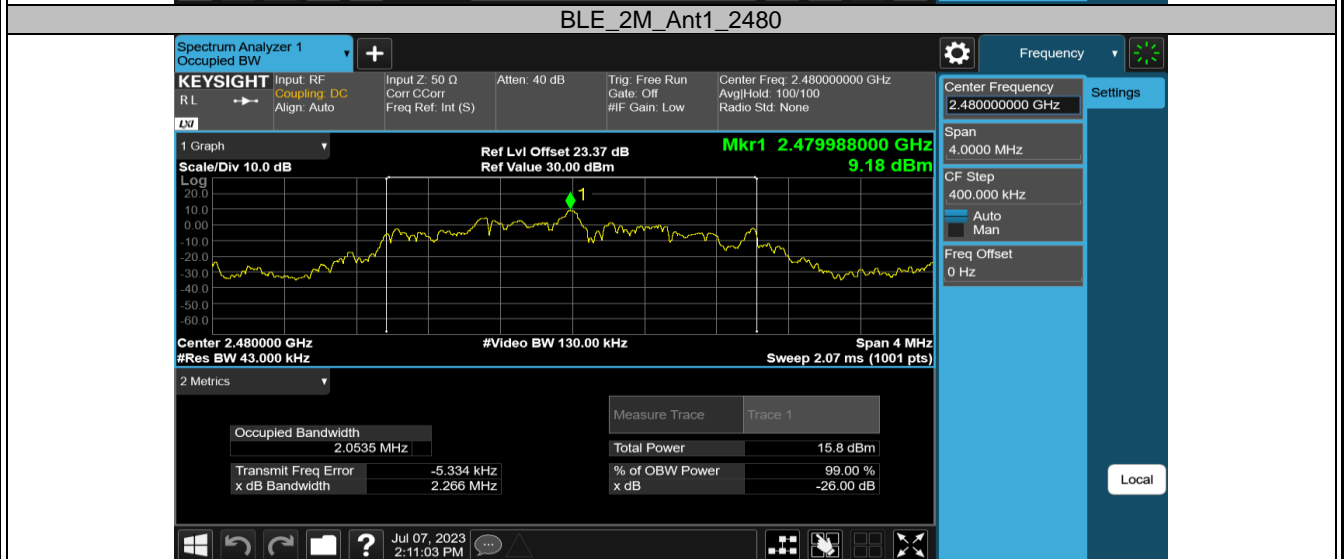 BLE_2M_Ant1_2480
Spectrum Analyzer 1
Occupied BW
+
Frequency
KEYSIGHT
Input: RF
Input Z: 50 Ω
Atten: 40 dB
Trig: Free Run
Center Freq: 2.480000000 GHz
R L
Coupling: DC
Corr CCorr
Gate: Off
Avg|Hold: 100/100
Align: Auto
Freq Ref: Int (S)
#IF Gain: Low
Radio Std: None
LXI
Center Frequency
2.480000000 GHz
Settings
Span
4.0000 MHz
CF Step
400.000 kHz
Auto
Man
Freq Offset
0 Hz
1 Graph
Ref Lvl Offset 23.37 dB
Mkr1 2.479988000 GHz
Scale/Div 10.0 dB
Ref Value 30.00 dBm
9.18 dBm
Log
1
20.0
10.0
0.00
-10.0
-20.0
-30.0
-40.0
-50.0
-60.0
Center 2.480000 GHz
#Video BW 130.00 kHz
Span 4 MHz
#Res BW 43.000 kHz
Sweep 2.07 ms (1001 pts)
2 Metrics
Measure Trace
Trace 1
Occupied Bandwidth
2.0535 MHz
Total Power
15.8 dBm
Transmit Freq Error
-5.334 kHz
% of OBW Power
99.00 %
x dB Bandwidth
2.266 MHz
x dB
-26.00 dB
Local
?
Jul 07, 2023
2:11:03 PM